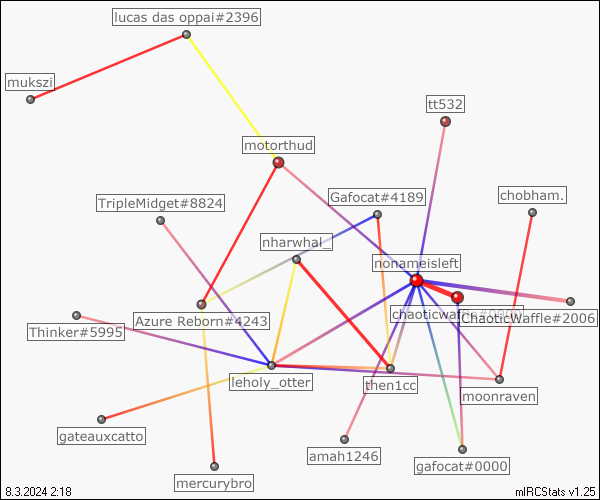 lucas das oppai#2396
mukszi
tt532
motorthud
Gafocat#4189
chobham.
TripleMidget#8824
nharwhal_
nonameisleft
chaoticwaffle#0000
ChaoticWaffle#2006
Azure Reborn#4243
Thinker#5995
leholy_otter
then1cc
moonraven
gateauxcatto
amah1246
gafocat#0000
mercurybro
8.3.2024 2:18
mIRCStats v1.25